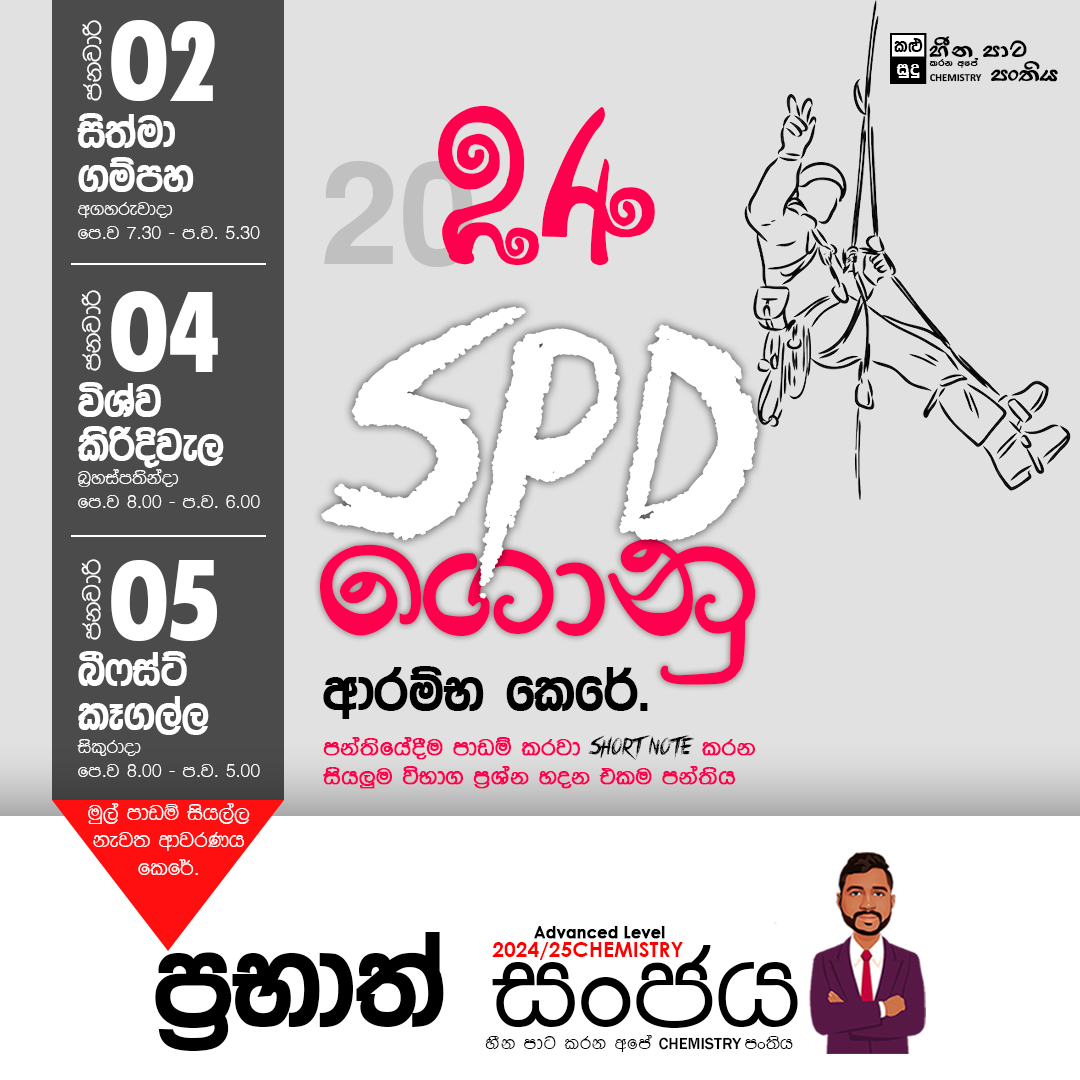 ජනවාරි 02
සිත්මා
ගම්පහ
අගහරුවාදා
පෙ.ව 7.30 - ප.ව. 5.30
ජනවාරි 04
විශ්ව
කිරිදිවැල
බ්‍රහස්පතින්දා
පෙ.ව 8.00 - ප.ව. 6.00
ජනවාරි 05
බීෆස්ට්
කෑගල්ල
සිකුරාදා
පෙ.ව 8.00 - ප.ව. 5.00
මුල් පාඩම් සියල්ල
නැවත ආවරණය
කෙරේ.
කළු
සුදු
හීන පාට
කරන අපේ
CHEMISTRY පංතිය
2024
SPD
යොනු
ආරම්භ කෙරේ.
පන්තියේදීම පාඩම් කරවා SHORT NOTE කරන
සියලුම විභාග ප්‍රශ්න හදන එකම පන්තිය
Advanced Level
2024/25CHEMISTRY
ප්‍රභාත් සංජය
හීන පාට කරන අපේ CHEMISTRY පංතිය